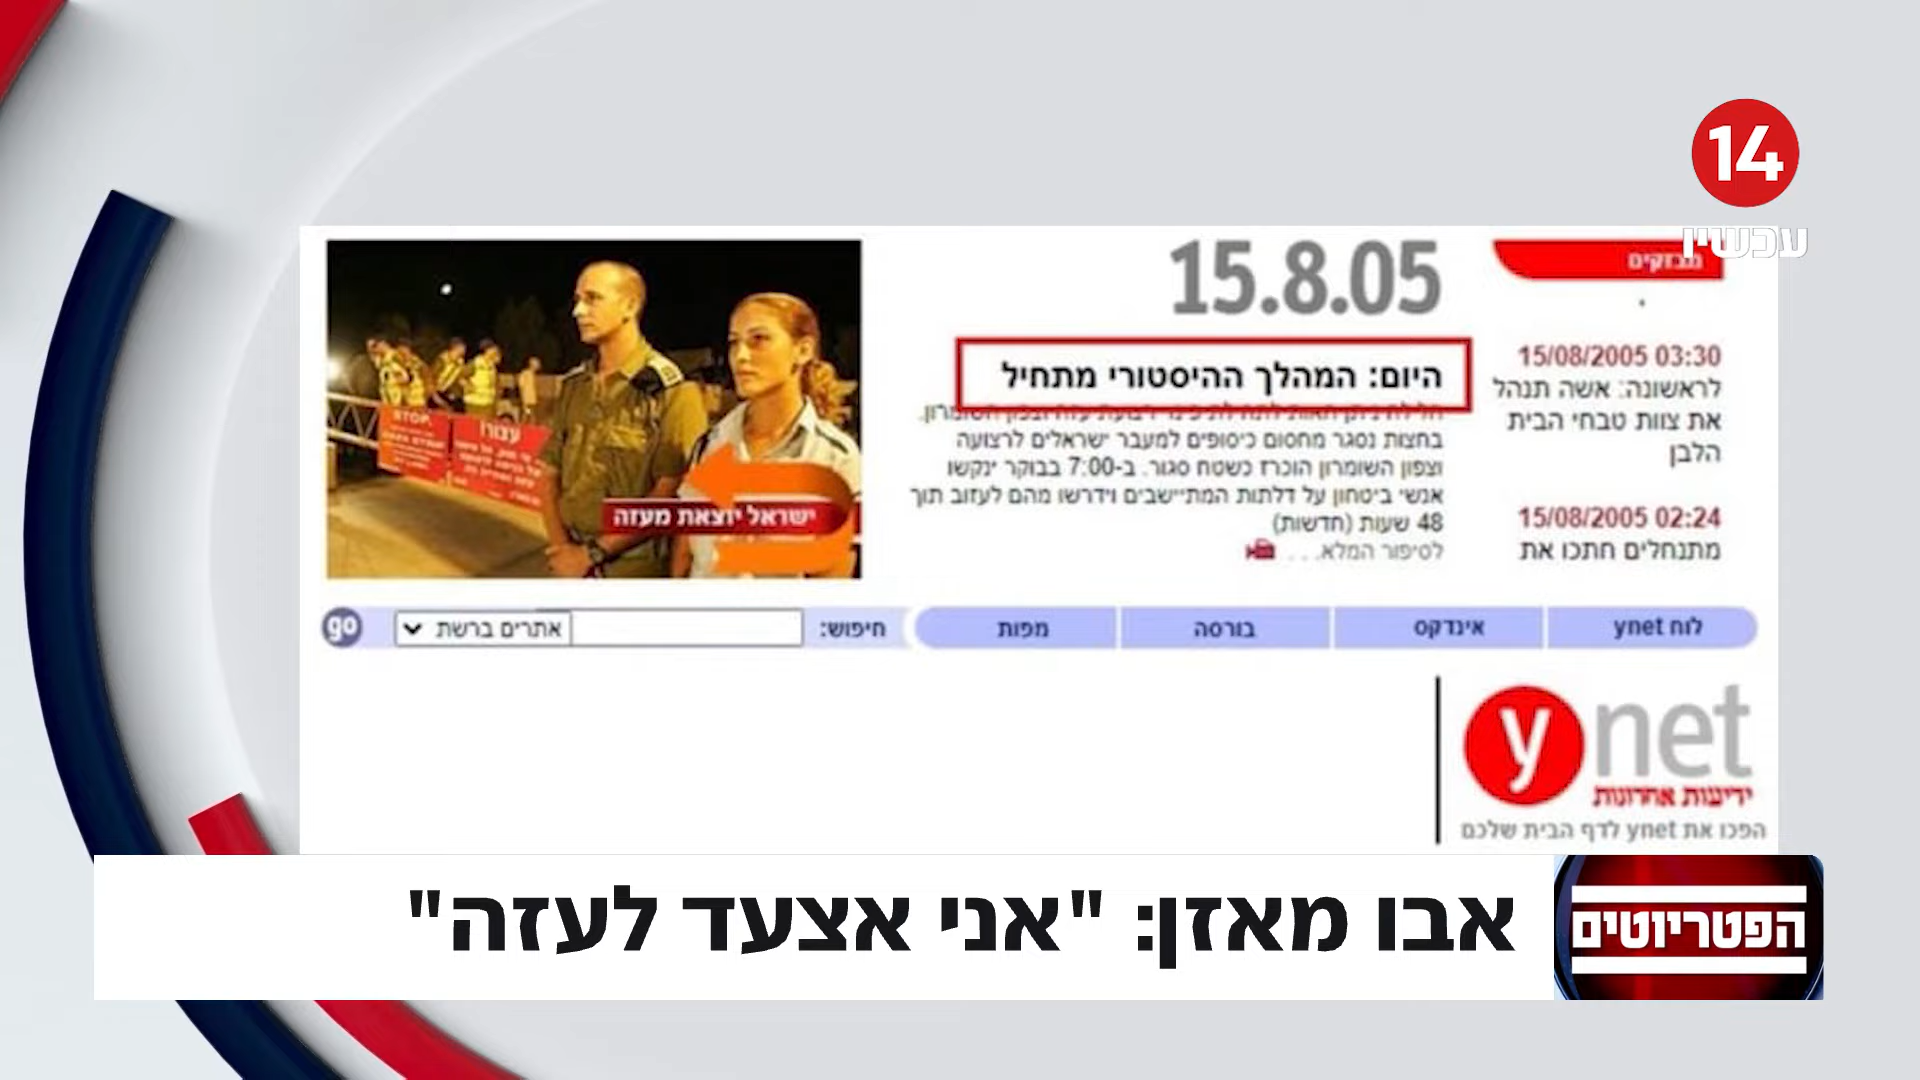 14
עכשיו
מבזקים
15/08/2005 03:30
לראשונה: אשה תנהל
את צוות טבחי הבית
הלבן
15/08/2005 02:24
מתנחלים חתכו את
15.8.05
היום: המהלך ההיסטורי מתחיל
בחצות נסגר מחסום כיסופים למעבר ישראלים לרצועה
וצפון השומרון הוכרז כשטח סגור. ב-7:00 בבוקר ינקשו
אנשי ביטחון על דלתות המתיישבים וידרשו מהם לעזוב תוך
48 שעות (חדשות)
לסיפור המלא...
STOP
עצור!
ישראל יוצאת מעזה
לוח ynet
אינדקס
בורסה
מפות
חיפוש:
אתרים ברשת
go
ynet
ידיעות אחרונות
הפכו את ynet לדף הבית שלכם
הפטריוטים
אבו מאזן: "אני אצעד לעזה"